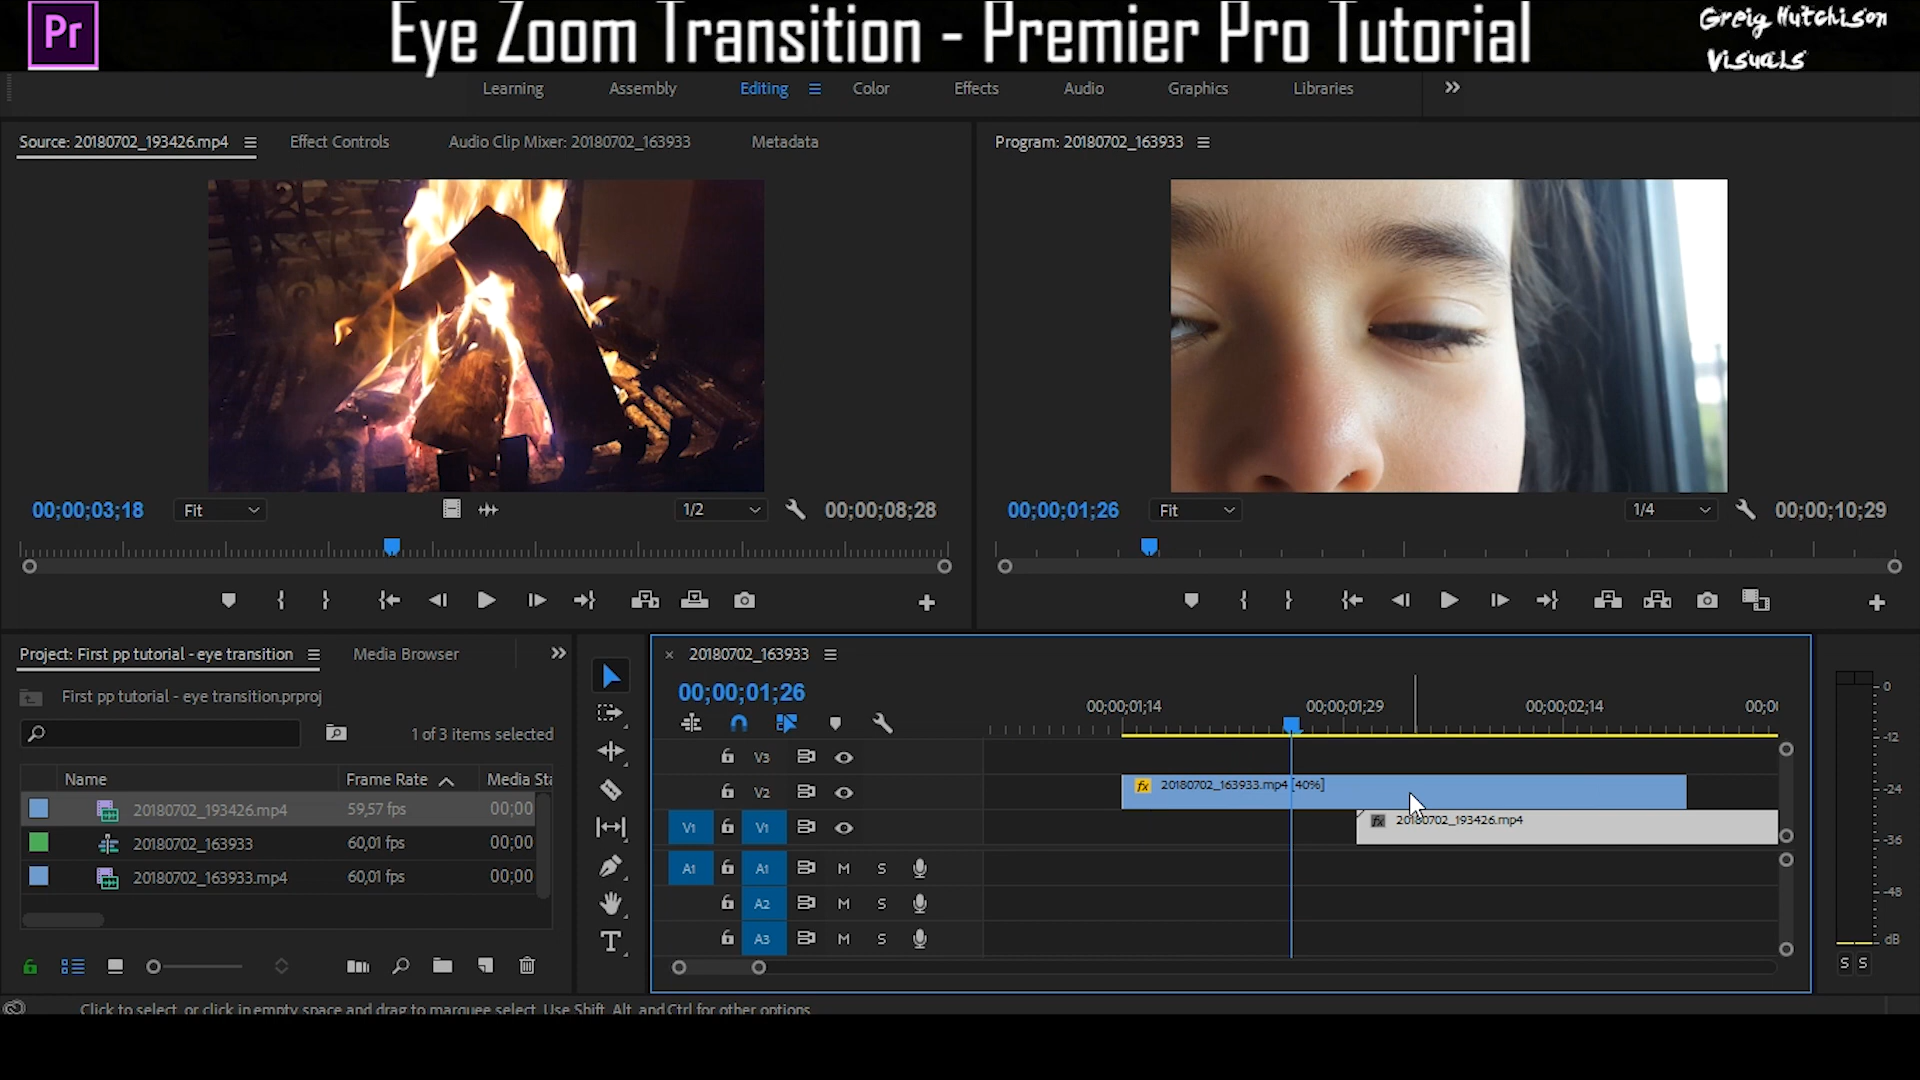 Pr
Eye Zoom Transition - Premier Pro Tutorial
Greig Hutchison
Visuals
Learning Assembly Editing Color Effects Audio Graphics Libraries
Source: 20180702_193426.mp4 Effect Controls Audio Clip Mixer: 20180702_163933 Metadata
Program: 20180702_163933
00;00;03;18 Fit 1/2 00;00;08;28
00;00;01;26 Fit 1/4 00;00;10;29
Project: First pp tutorial - eye transition Media Browser
First pp tutorial - eye transition.prproj
1 of 3 items selected
Name Frame Rate Media Sta
20180702_193426.mp4 59,57 fps 00;00
20180702_163933 60,01 fps 00;00
20180702_163933.mp4 60,01 fps 00;00
20180702_163933
00;00;01;26
00;00;01;14 00;00;01;29 00;00;02;14 00;0
V3
V2 fx 20180702_163933.mp4 [40%]
V1 V1 fx 20180702_193426.mp4
A1 A1 M S
A2 M S
A3 M S
0
-12
-24
-36
-48
dB
S S
Click to select, or click in empty space and drag to marquee select. Use Shift, Alt, and Ctrl for other options.